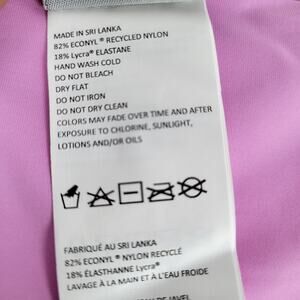 MADE IN SRI LANKA
82% ECONYL ® RECYCLED NYLON
18% Lycra® ELASTANE
HAND WASH COLD
DO NOT BLEACH
DRY FLAT
DO NOT IRON
DO NOT DRY CLEAN
COLORS MAY FADE OVER TIME AND AFTER
EXPOSURE TO CHLORINE, SUNLIGHT,
LOTIONS AND/OR OILS
FABRIQUÉ AU SRI LANKA
82% ECONYL ® NYLON RECYCLÉ
18% ÉLASTHANNE Lycra®
LAVAGE À LA MAIN ET À L'EAU FROIDE
DE JAVEL